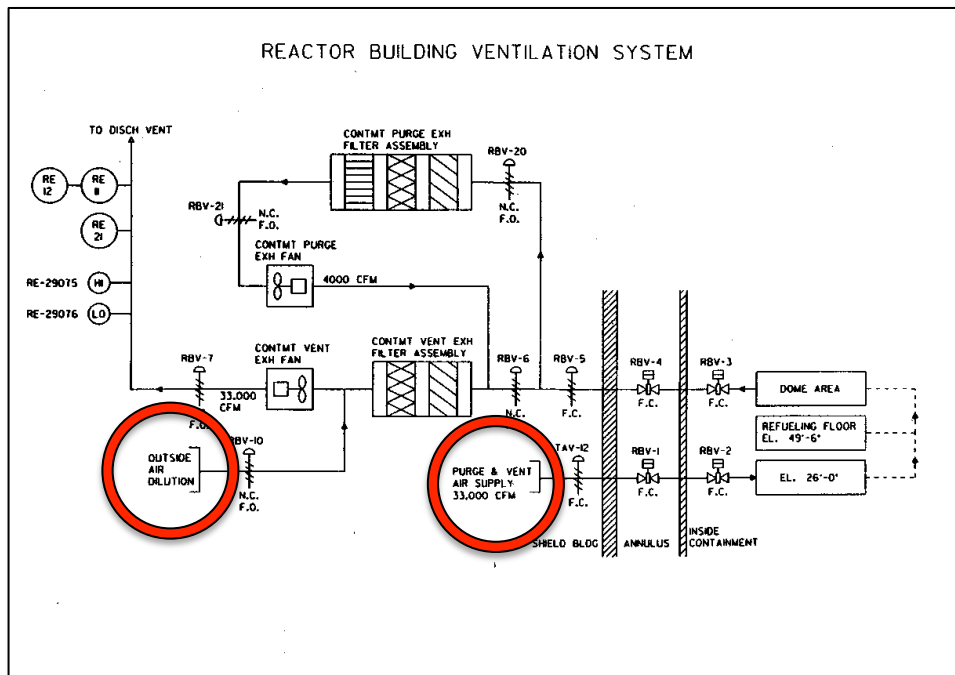 REACTOR BUILDING VENTILATION SYSTEM
TO DISCH VENT
CONTMT PURGE EXH
FILTER ASSEMBLY
RBV-20
N.C.
F.O.
RE
12
RE
11
RBV-21
N.C.
F.O.
RE
21
CONTMT PURGE
EXH FAN
4000 CFM
RE-29075
HI
RE-29076
LO
RBV-7
33,000
CFM
F.O.
CONTMT VENT
EXH FAN
CONTMT VENT EXH
FILTER ASSEMBLY
RBV-6
N.C.
RBV-5
F.C.
RBV-4
F.C.
RBV-3
F.C.
DOME AREA
REFUELING FLOOR
EL. 49'-6"
OUTSIDE
AIR
DILUTION
RBV-10
N.C.
F.O.
PURGE & VENT
AIR SUPPLY
33,000 CFM
TAV-12
F.C.
RBV-1
F.C.
RBV-2
F.C.
EL. 26'-0"
SHIELD BLDG
ANNULUS
INSIDE
CONTAINMENT